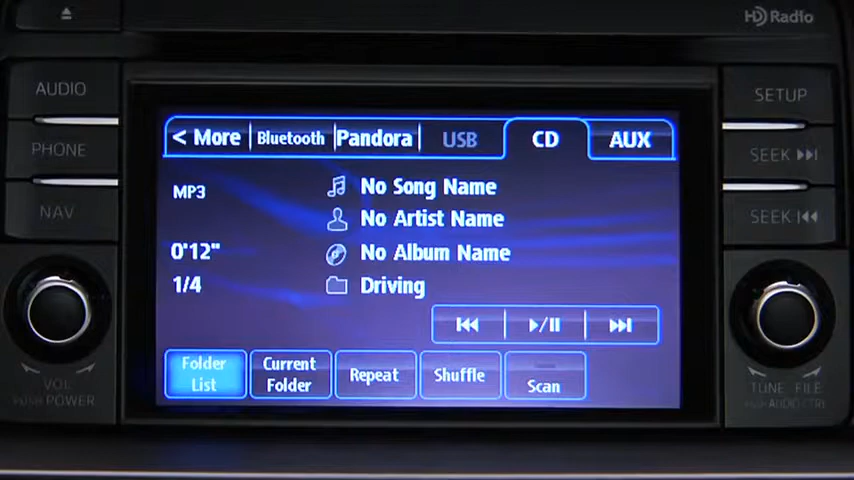 HD Radio
AUDIO
PHONE
NAV
VOL
PUSH POWER
< More
Bluetooth
Pandora
USB
CD
AUX
MP3
No Song Name
No Artist Name
0'12"
No Album Name
1/4
Driving
Folder
List
Current
Folder
Repeat
Shuffle
Scan
SETUP
SEEK
SEEK
TUNE FILE
PUSH AUDIO CTRL